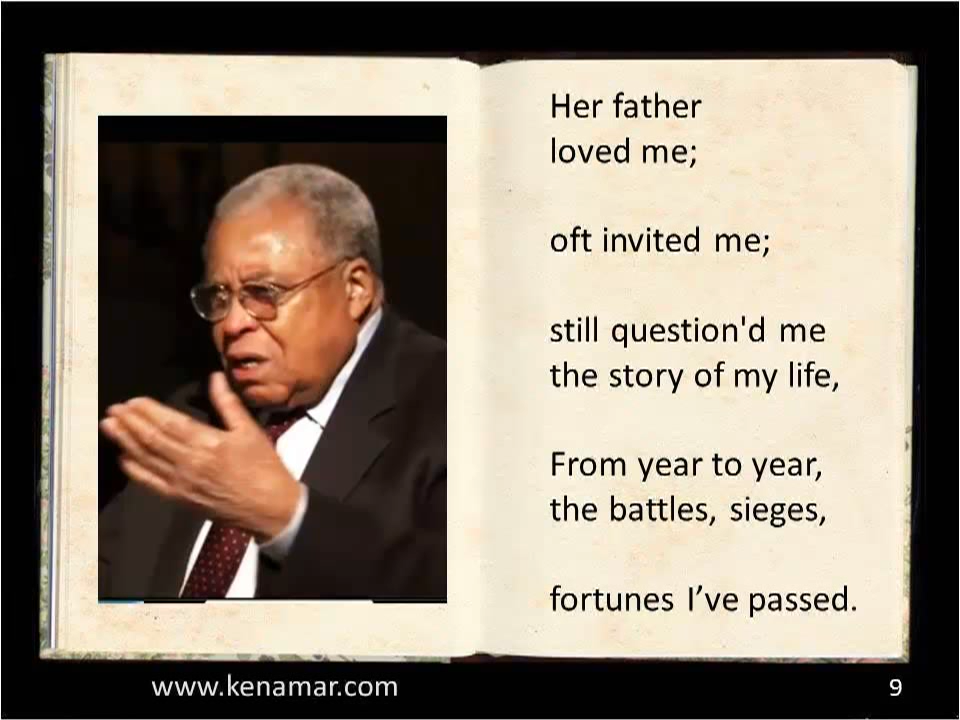 Her father
loved me;
oft invited me;
still question'd me
the story of my life,
From year to year,
the battles, sieges,
fortunes I’ve passed.
www.kenamar.com
9